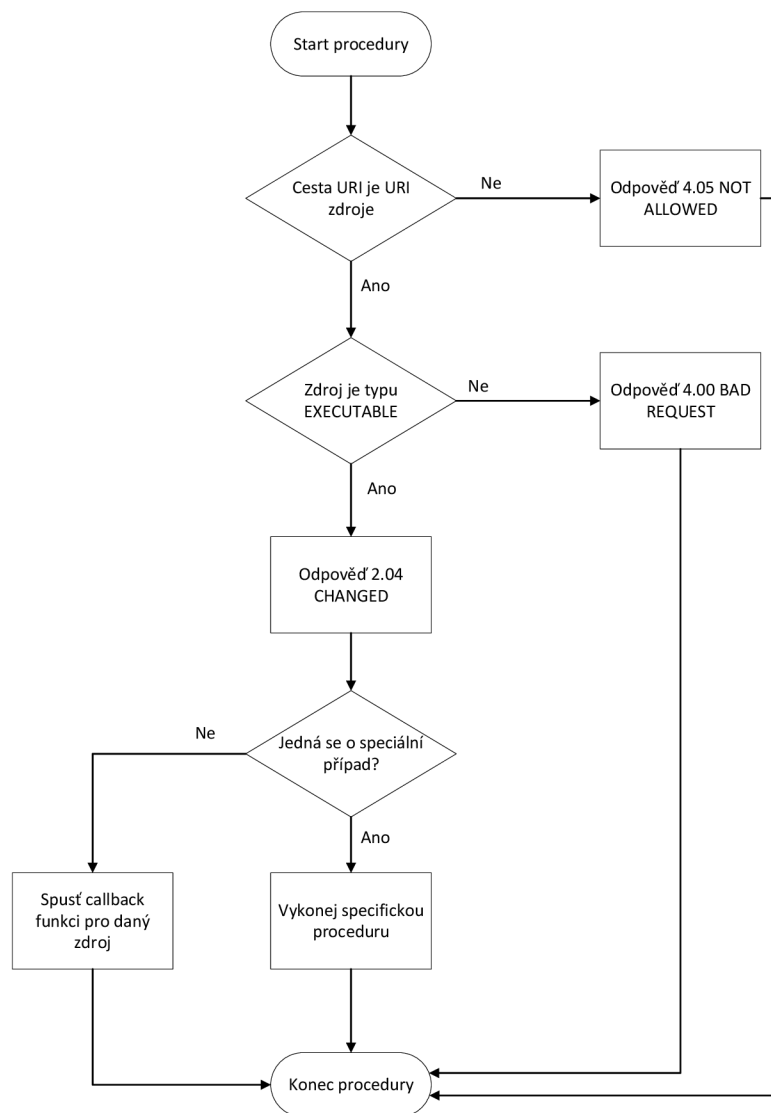 Start procedury
Cesta URI je URI
zdroje
Ne
Odpověď 4.05 NOT
ALLOWED
Ano
Zdroj je typu
EXECUTABLE
Ne
Odpověď 4.00 BAD
REQUEST
Ano
Odpověď 2.04
CHANGED
Jedná se o speciální
případ?
Ne
Ano
Spusť callback
funkci pro daný
zdroj
Vykonej specifickou
proceduru
Konec procedury